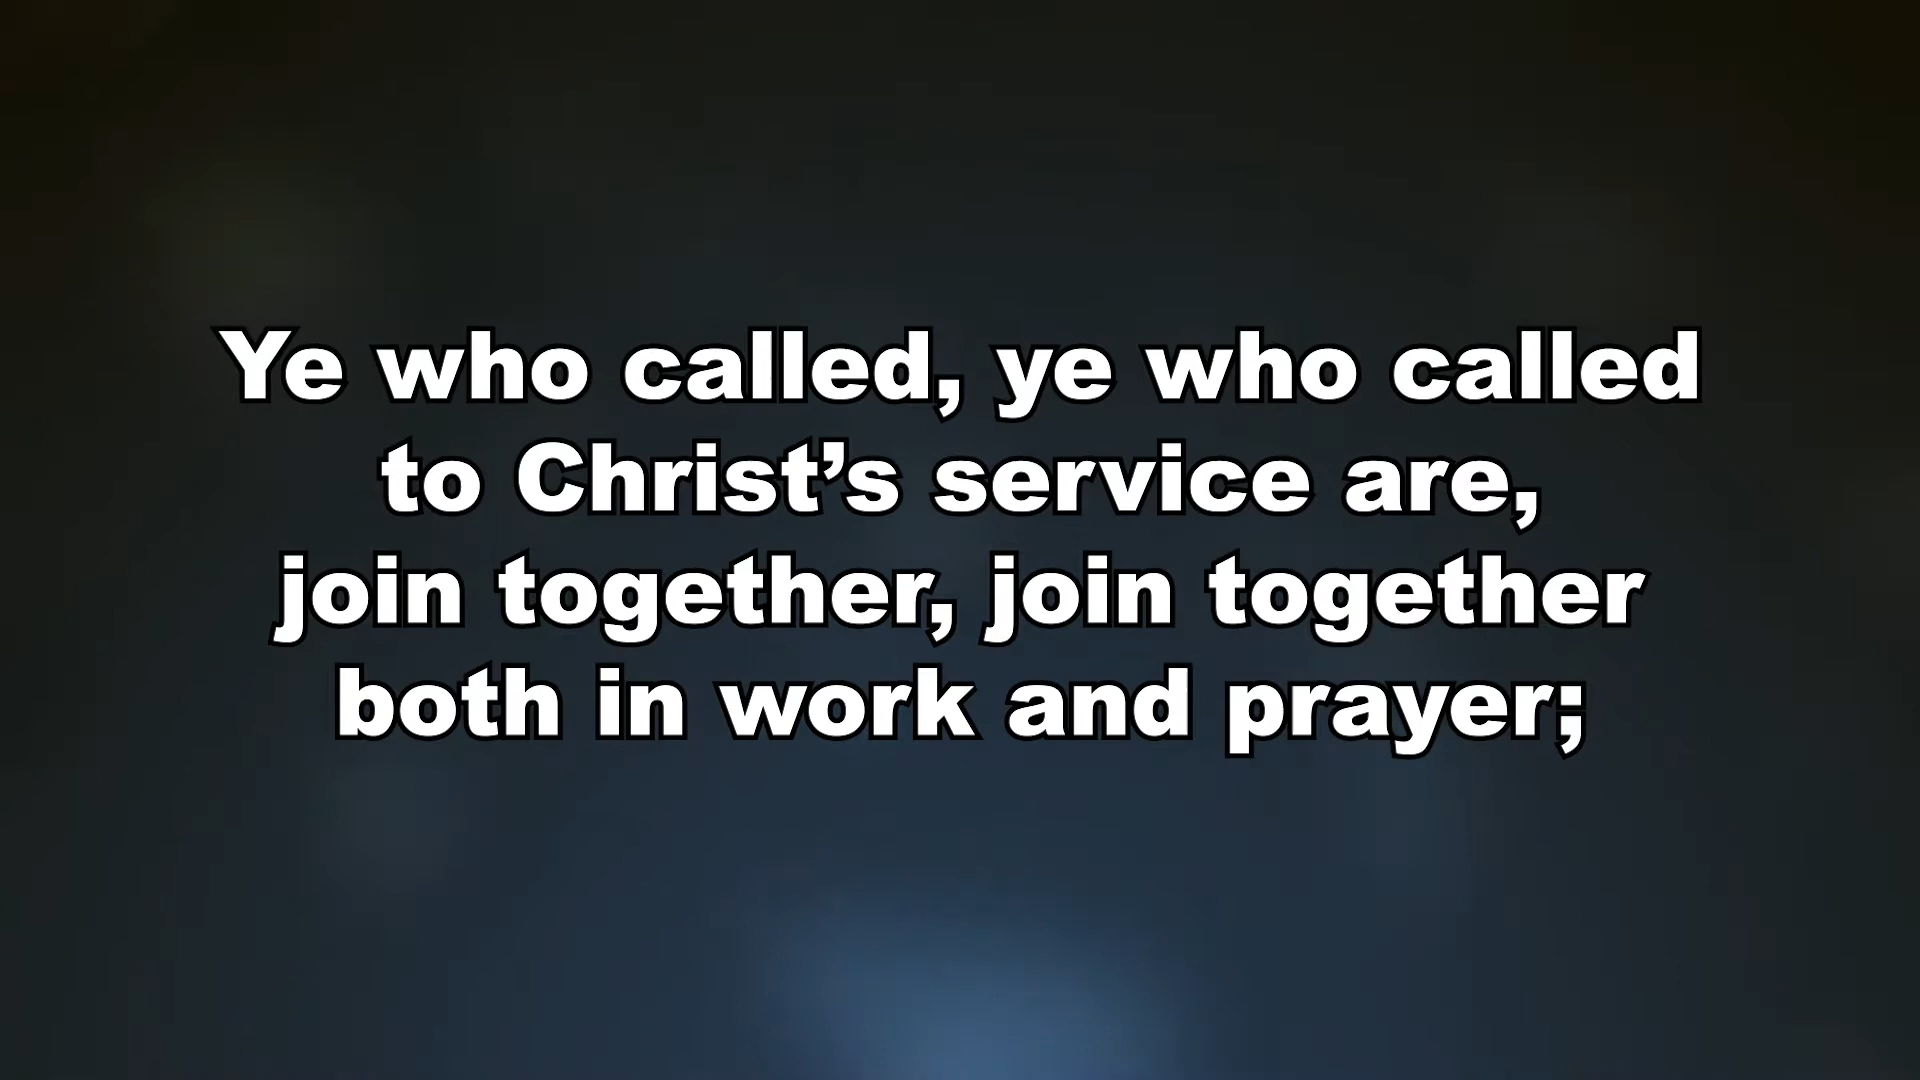 Ye who called, ye who called
to Christ’s service are,
join together, join together
both in work and prayer;